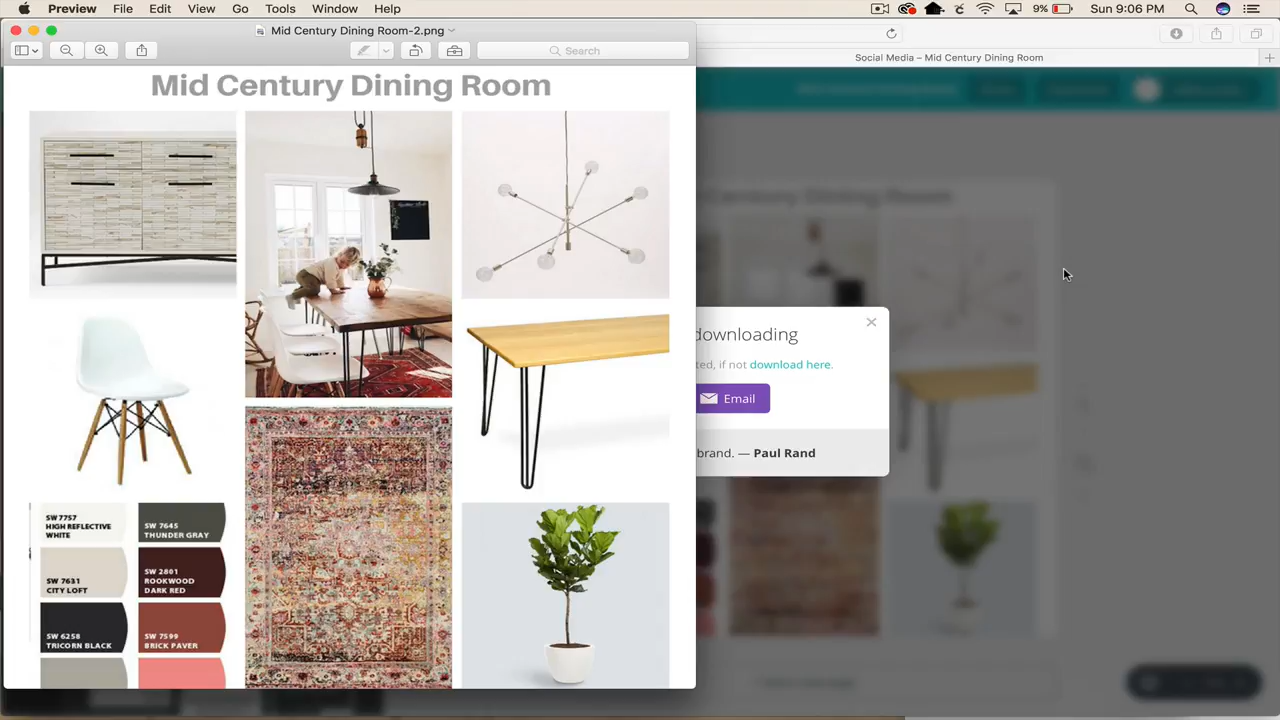 Preview File Edit View Go Tools Window Help 9% Sun 9:06 PM
Mid Century Dining Room-2.png
Search
Social Media – Mid Century Dining Room
Mid Century Dining Room
downloading
ted, if not download here.
Email
brand. — Paul Rand
SW 7757
HIGH REFLECTIVE
WHITE
SW 7645
THUNDER GRAY
SW 7631
CITY LOFT
SW 2801
ROOKWOOD
DARK RED
SW 6258
TRICORN BLACK
SW 7599
BRICK PAVER